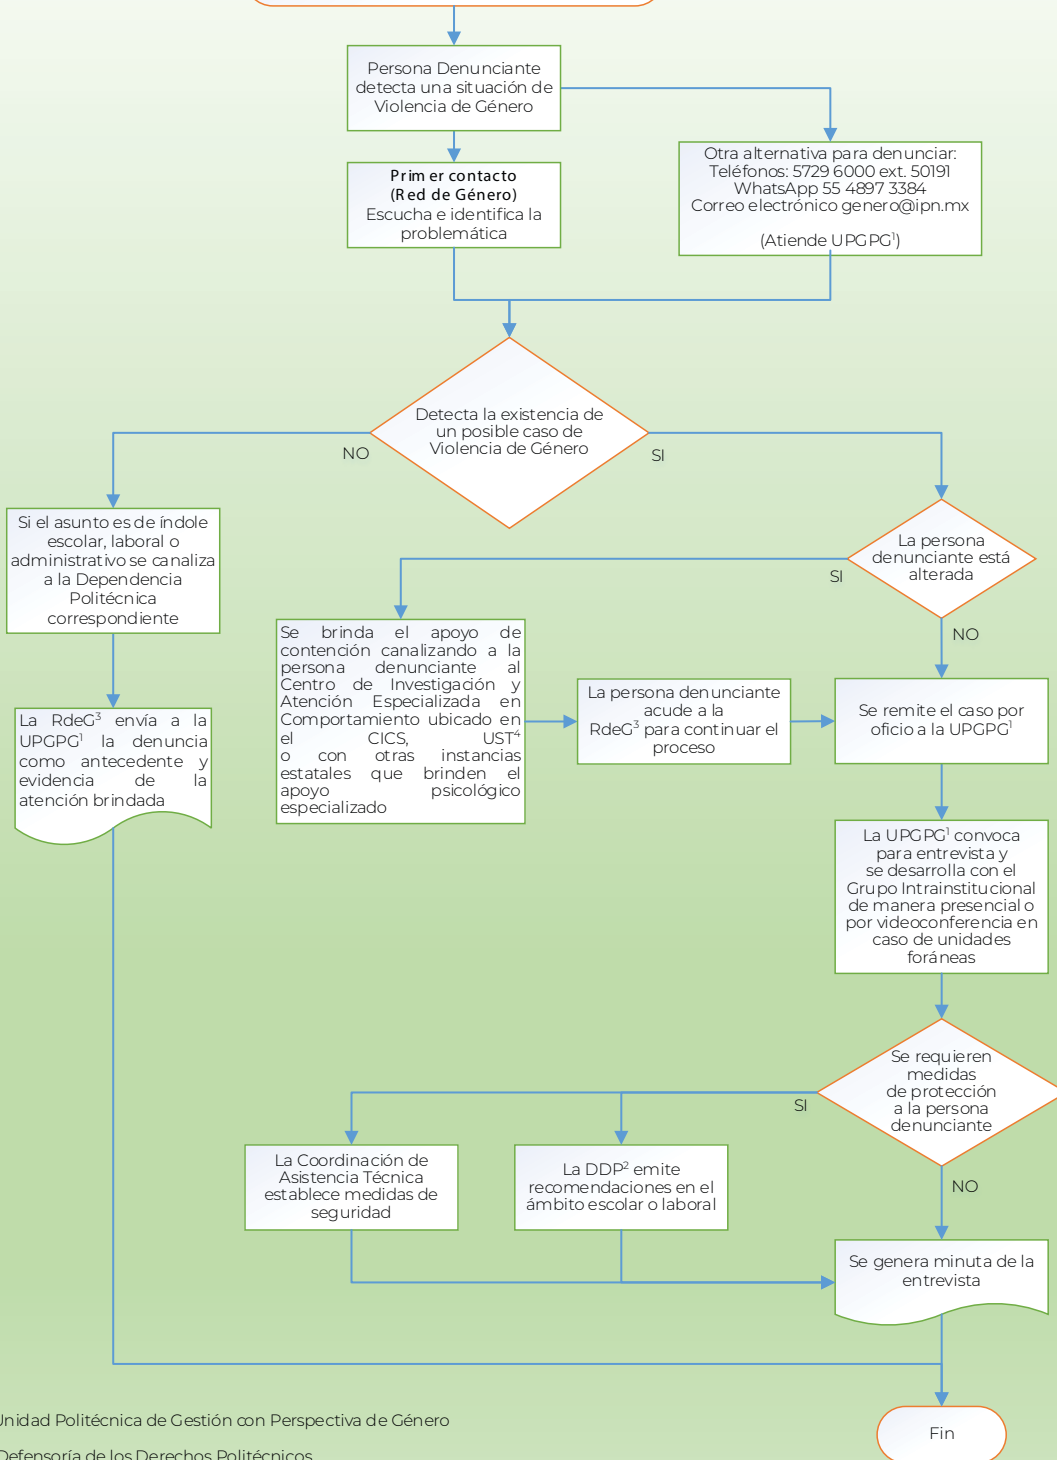 Persona Denunciante
detecta una situación de
Violencia de Género
Primer contacto
(Red de Género)
Escucha e identifica la
problemática
Otra alternativa para denunciar:
Teléfonos: 5729 6000 ext. 50191
WhatsApp 55 4897 3384
Correo electrónico genero@ipn.mx
(Atiende UPGPG¹)
Detecta la existencia de
un posible caso de
Violencia de Género
NO
SI
Si el asunto es de índole
escolar, laboral o
administrativo se canaliza
a la Dependencia
Politécnica
correspondiente
La persona
denunciante está
alterada
SI
NO
Se brinda el apoyo de
contención canalizando a la
persona denunciante al
Centro de Investigación y
Atención Especializada en
Comportamiento ubicado en
el CICS, UST⁴
o con otras instancias
estatales que brinden el
apoyo psicológico
especializado
La persona denunciante
acude a la
RdeG³ para continuar el
proceso
Se remite el caso por
oficio a la UPGPG¹
La RdeG³ envía a la
UPGPG¹ la denuncia
como antecedente y
evidencia de la
atención brindada
La UPGPG¹ convoca
para entrevista y
se desarrolla con el
Grupo Intrainstitucional
de manera presencial o
por videoconferencia en
caso de unidades
foráneas
Se requieren
medidas
de protección
a la persona
denunciante
SI
NO
La Coordinación de
Asistencia Técnica
establece medidas de
seguridad
La DDP² emite
recomendaciones en el
ámbito escolar o laboral
Se genera minuta de la
entrevista
Unidad Politécnica de Gestión con Perspectiva de Género
Defensoría de los Derechos Politécnicos
Fin